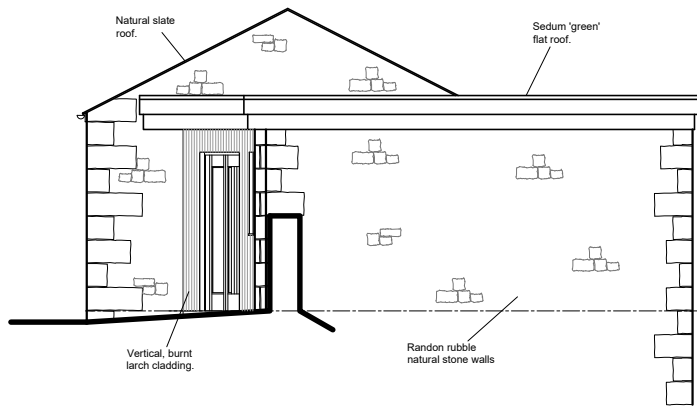 Natural slate
roof.
Sedum 'green'
flat roof.
Vertical, burnt
larch cladding.
Randon rubble
natural stone walls